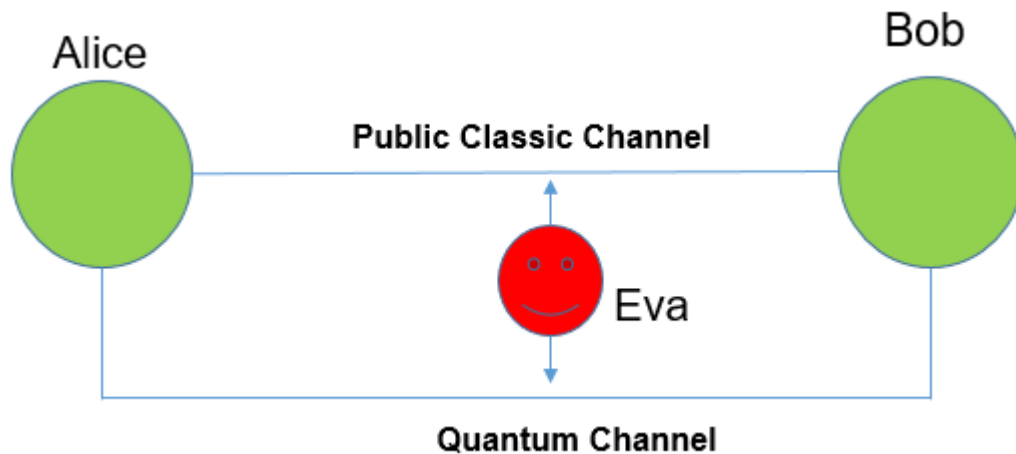 Alice
Bob
Public Classic Channel
Eva
Quantum Channel